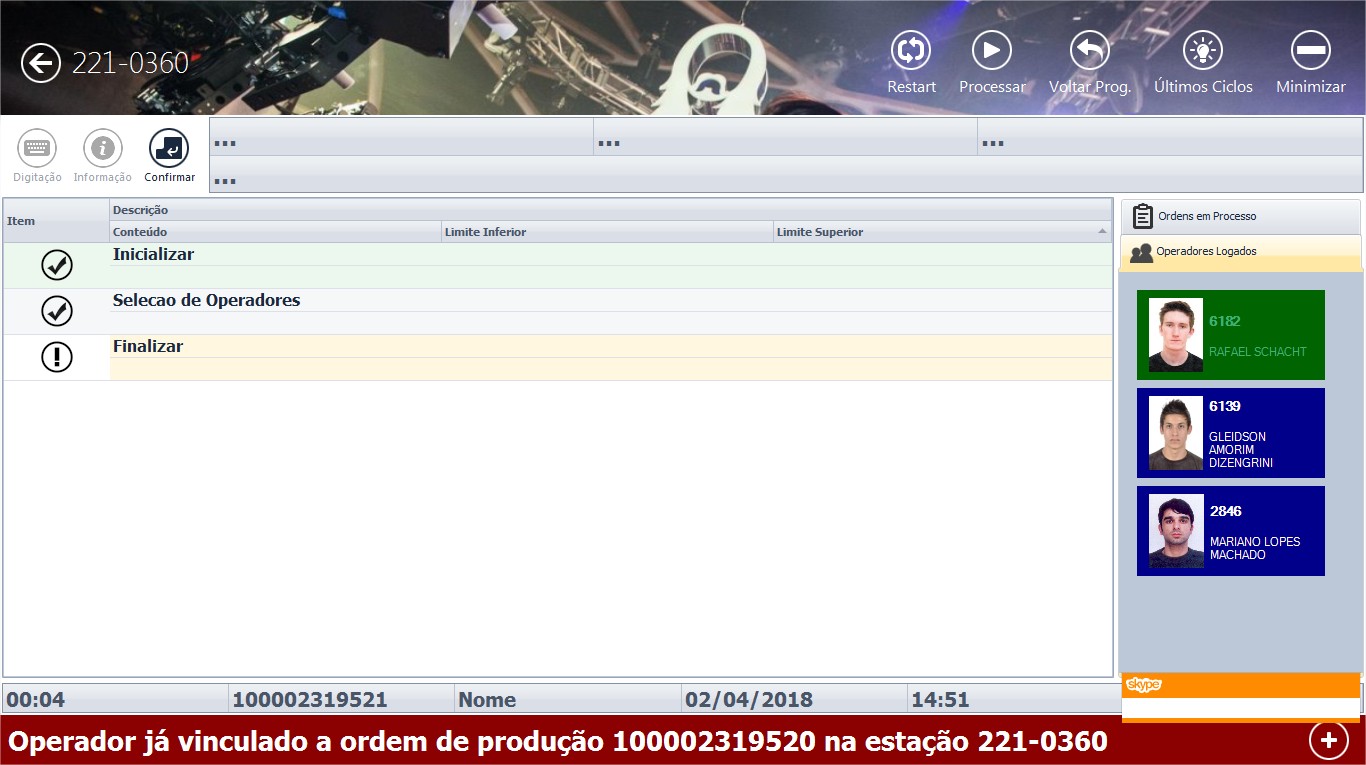 221-0360
Restart
Processar
Voltar Prog.
Últimos Ciclos
Minimizar
Digitação
Informação
Confirmar
...
...
...
...
Item
Descrição
Conteúdo
Limite Inferior
Limite Superior
Inicializar
Selecao de Operadores
Finalizar
Ordens em Processo
Operadores Logados
6182
RAFAEL SCHACHT
6139
GLEIDSON
AMORIM
DIZENGRINI
2846
MARIANO LOPES
MACHADO
skype
00:04
100002319521
Nome
02/04/2018
14:51
Operador já vinculado a ordem de produção 100002319520 na estação 221-0360